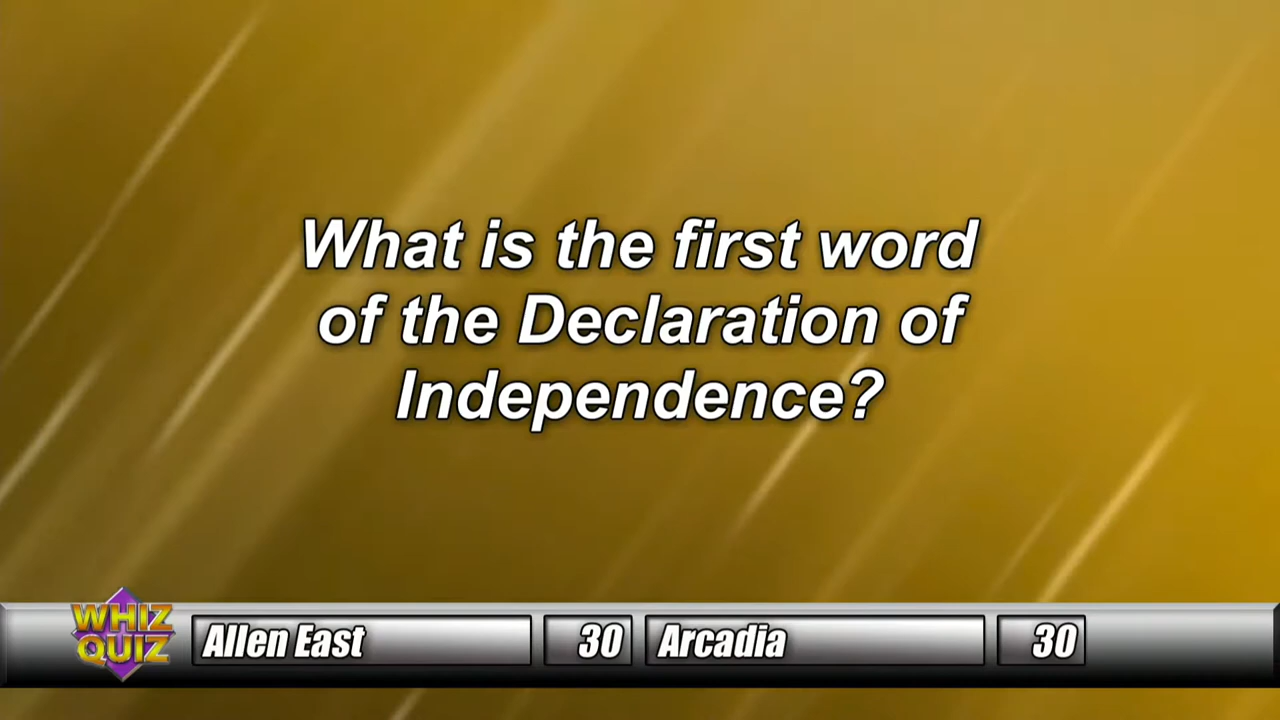 What is the first word
of the Declaration of
Independence?
WHIZ
QUIZ
Allen East 30 Arcadia 30